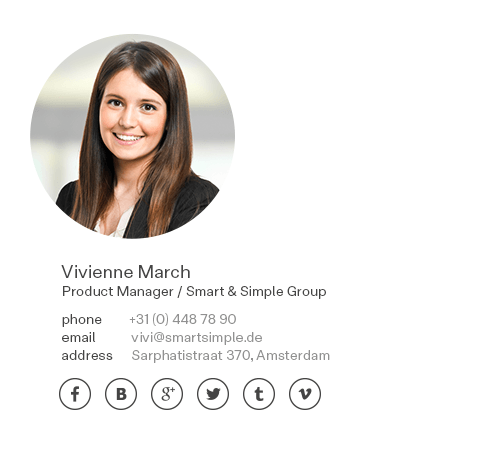 Vivienne March
Product Manager / Smart & Simple Group
phone +31 (0) 448 78 90
email vivi@smartsimple.de
address Sarphatistraat 370, Amsterdam
f B g+ t v